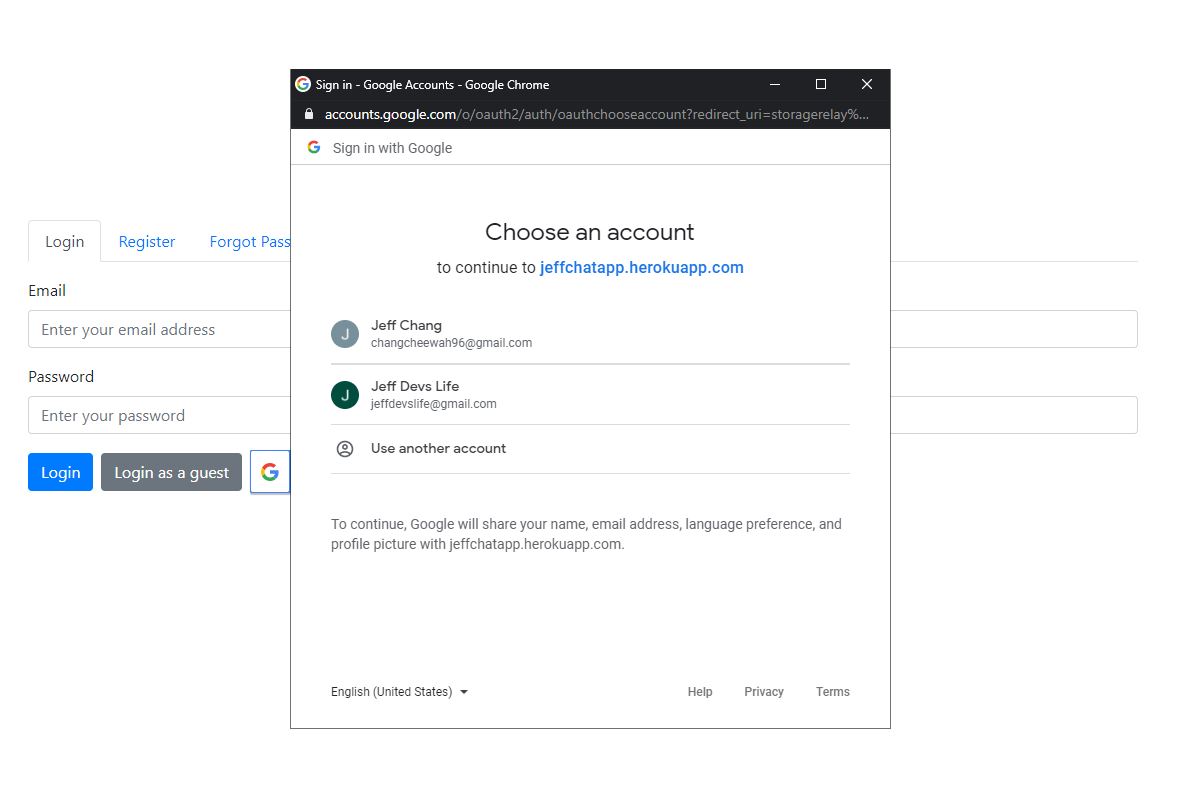 Sign in - Google Accounts - Google Chrome
accounts.google.com/o/oauth2/auth/oauthchooseaccount?redirect_uri=storagerelay%...
Sign in with Google
Choose an account
to continue to jeffchatapp.herokuapp.com
J
Jeff Chang
changcheewah96@gmail.com
J
Jeff Devs Life
jeffdevslife@gmail.com
Use another account
To continue, Google will share your name, email address, language preference, and
profile picture with jeffchatapp.herokuapp.com.
English (United States)
Help Privacy Terms
Login Register Forgot Pass
Email
Enter your email address
Password
Enter your password
Login Login as a guest